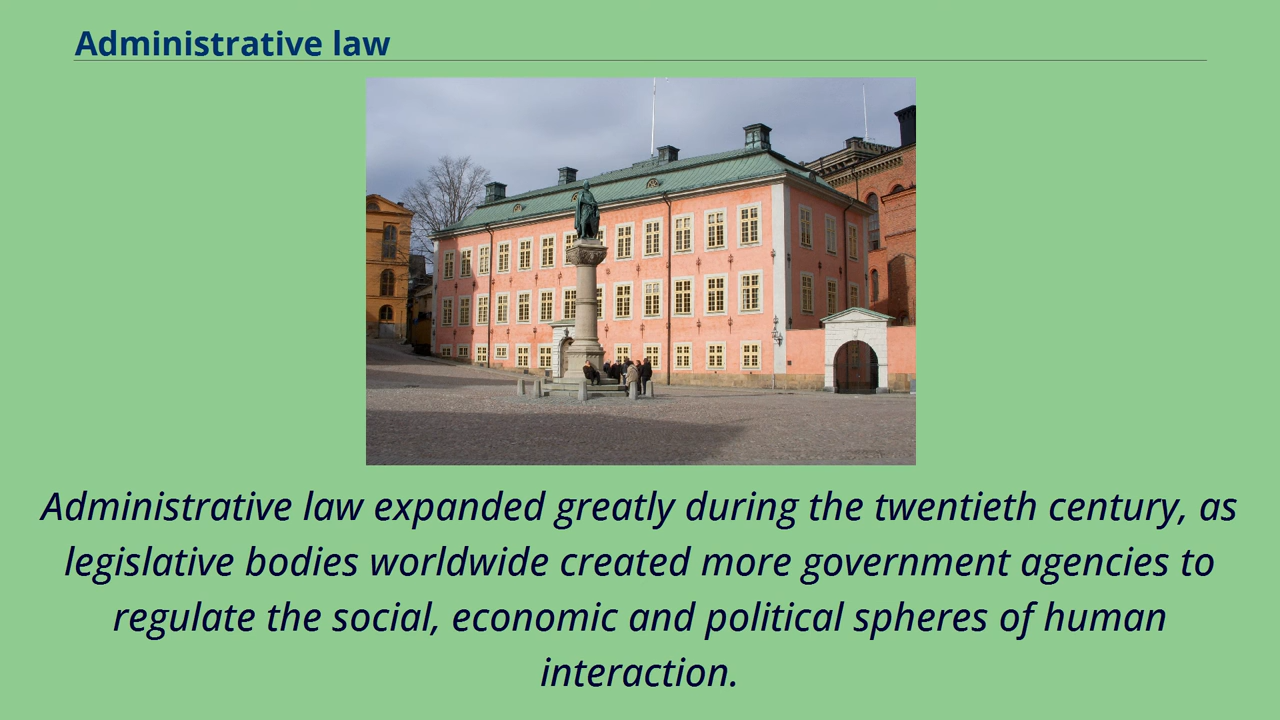 Administrative law
Administrative law expanded greatly during the twentieth century, as
legislative bodies worldwide created more government agencies to
regulate the social, economic and political spheres of human
interaction.